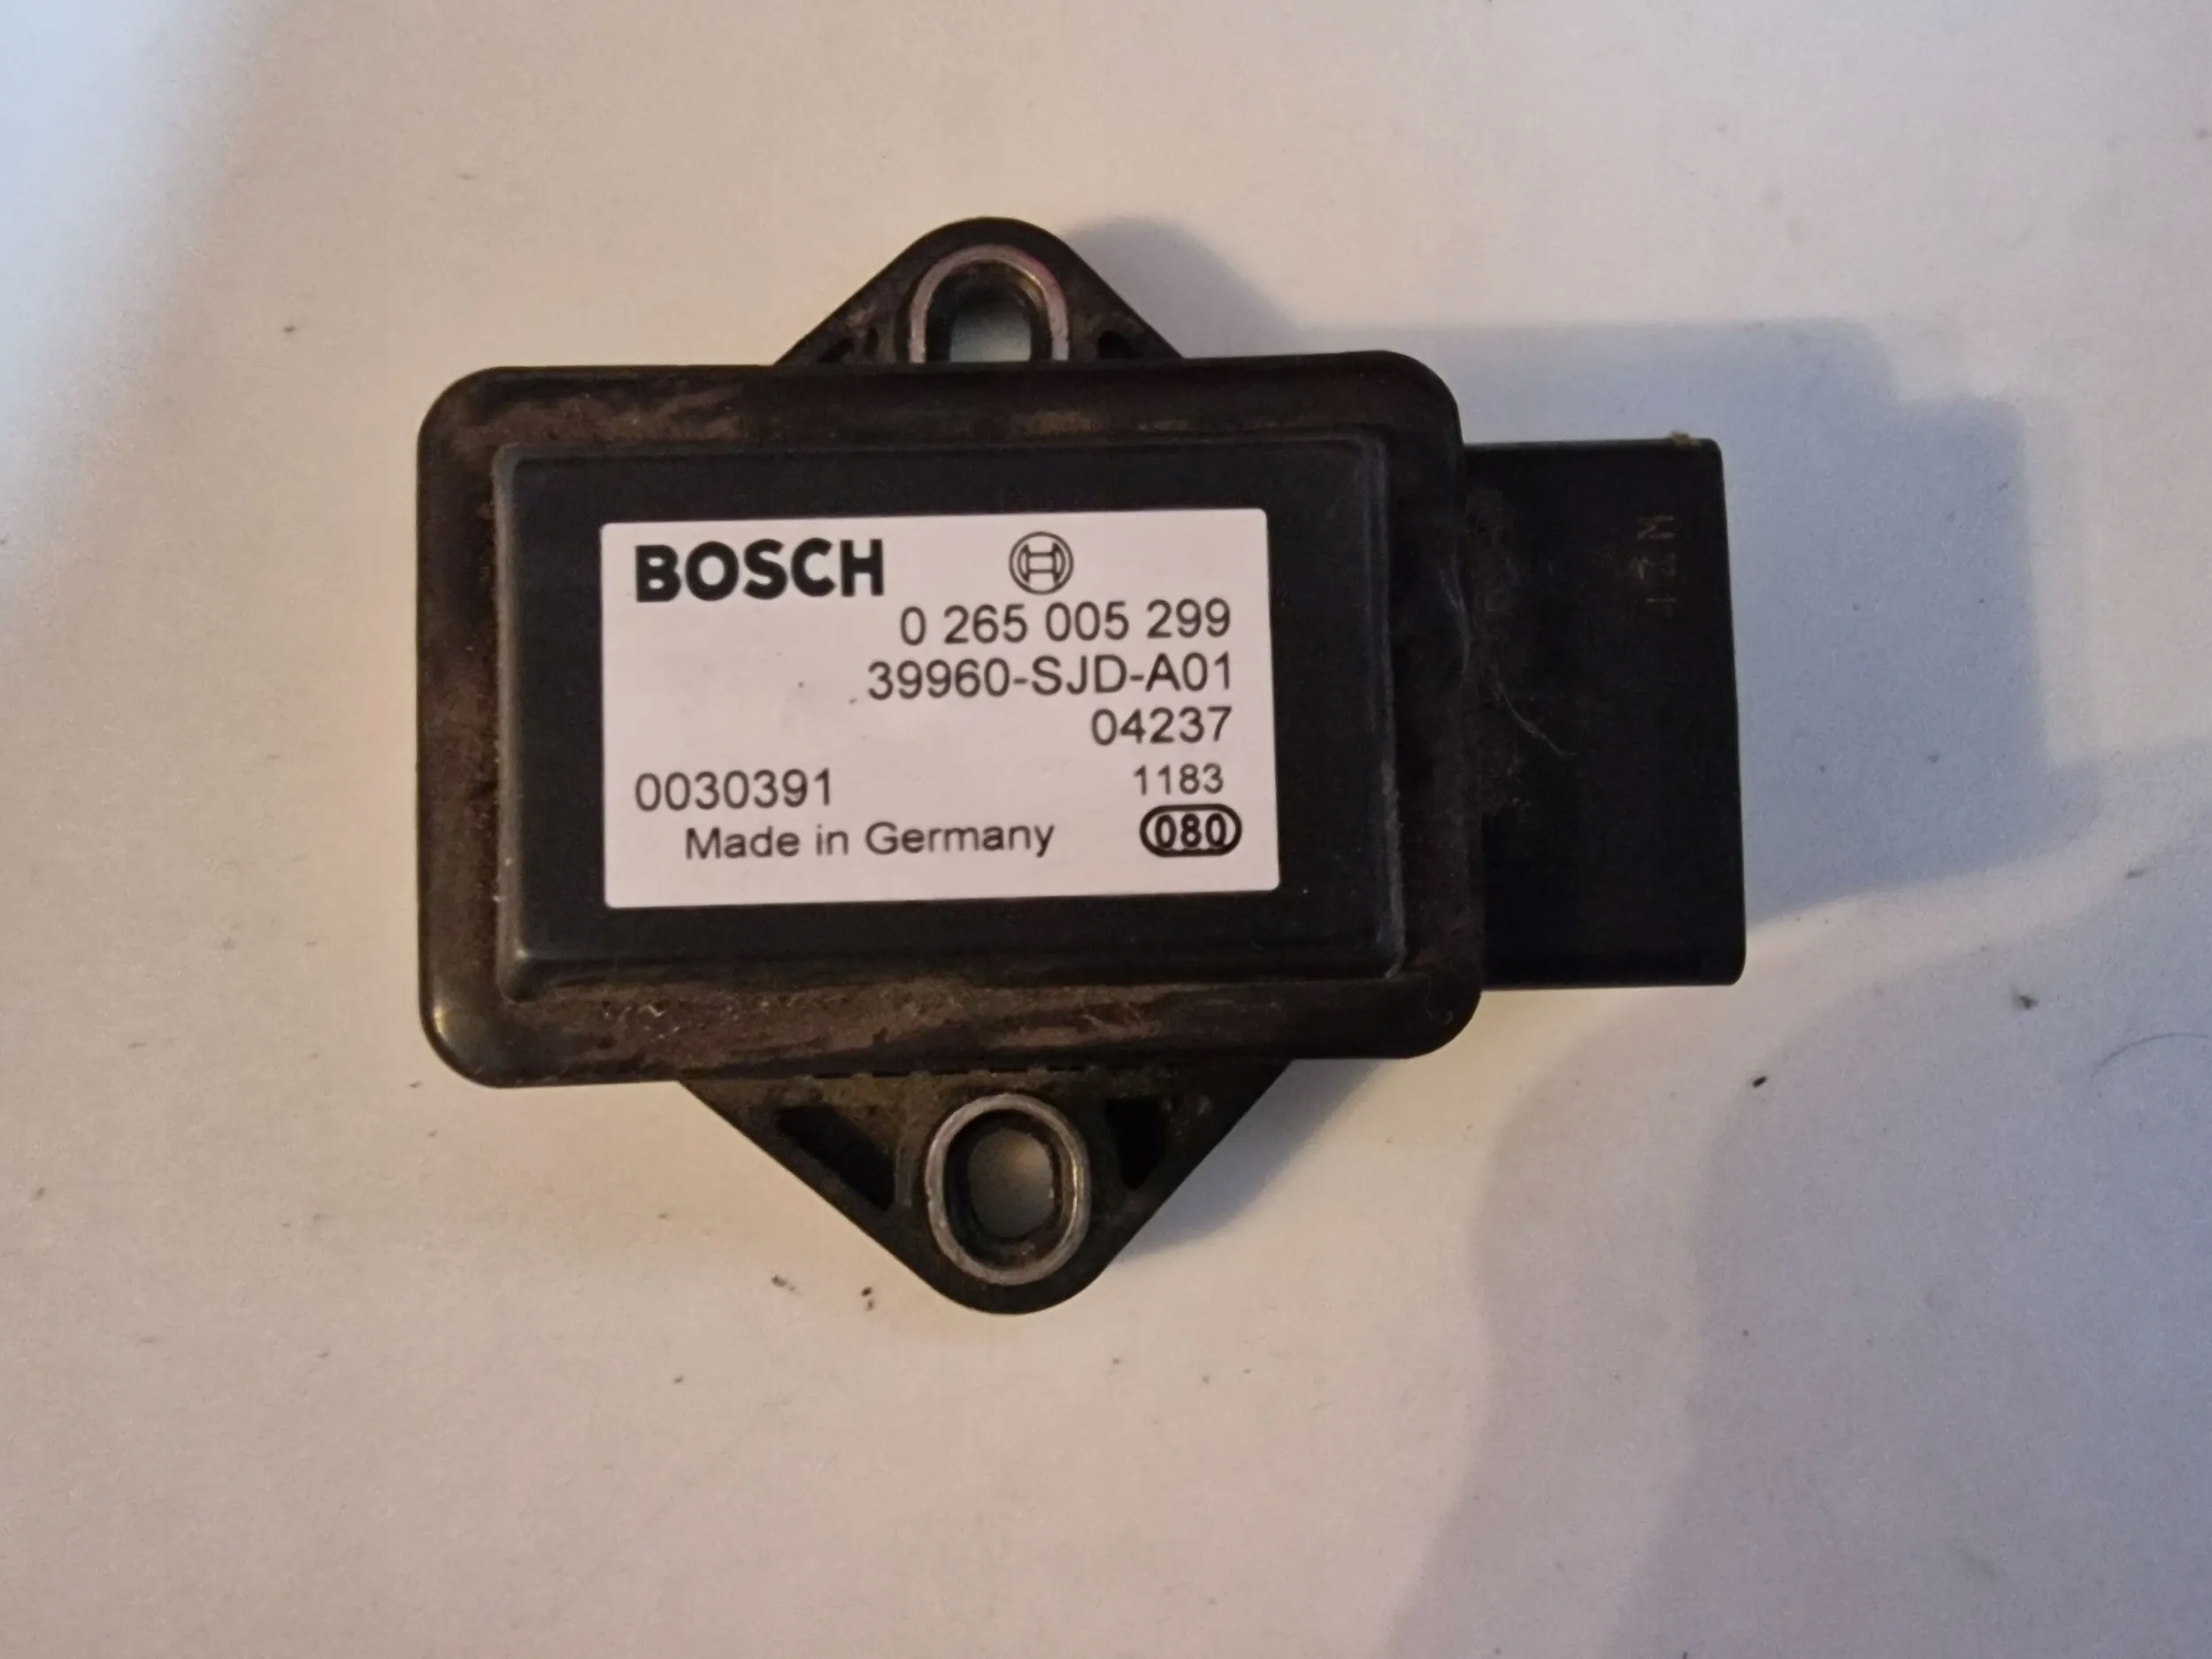 BOSCH
0 265 005 299
39960-SJD-A01
04237
0030391 1183
Made in Germany 080